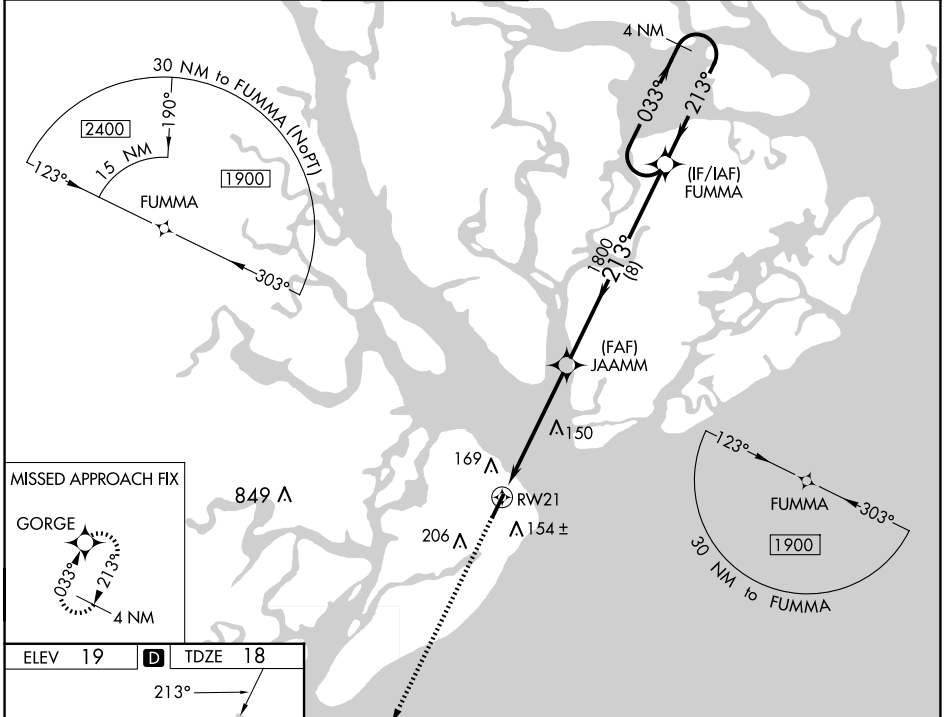 4 NM
033°
213°
(IF/IAF)
FUMMA
30 NM to FUMMA (NoPT)
2400
190°
15 NM
1900
123°
FUMMA
303°
1800
213°
(8)
(FAF)
JAAMM
150
169
RW21
849
206
154 ±
123°
FUMMA
303°
1900
30 NM to FUMMA
MISSED APPROACH FIX
GORGE
033°
213°
4 NM
ELEV 19 D TDZE 18
213°